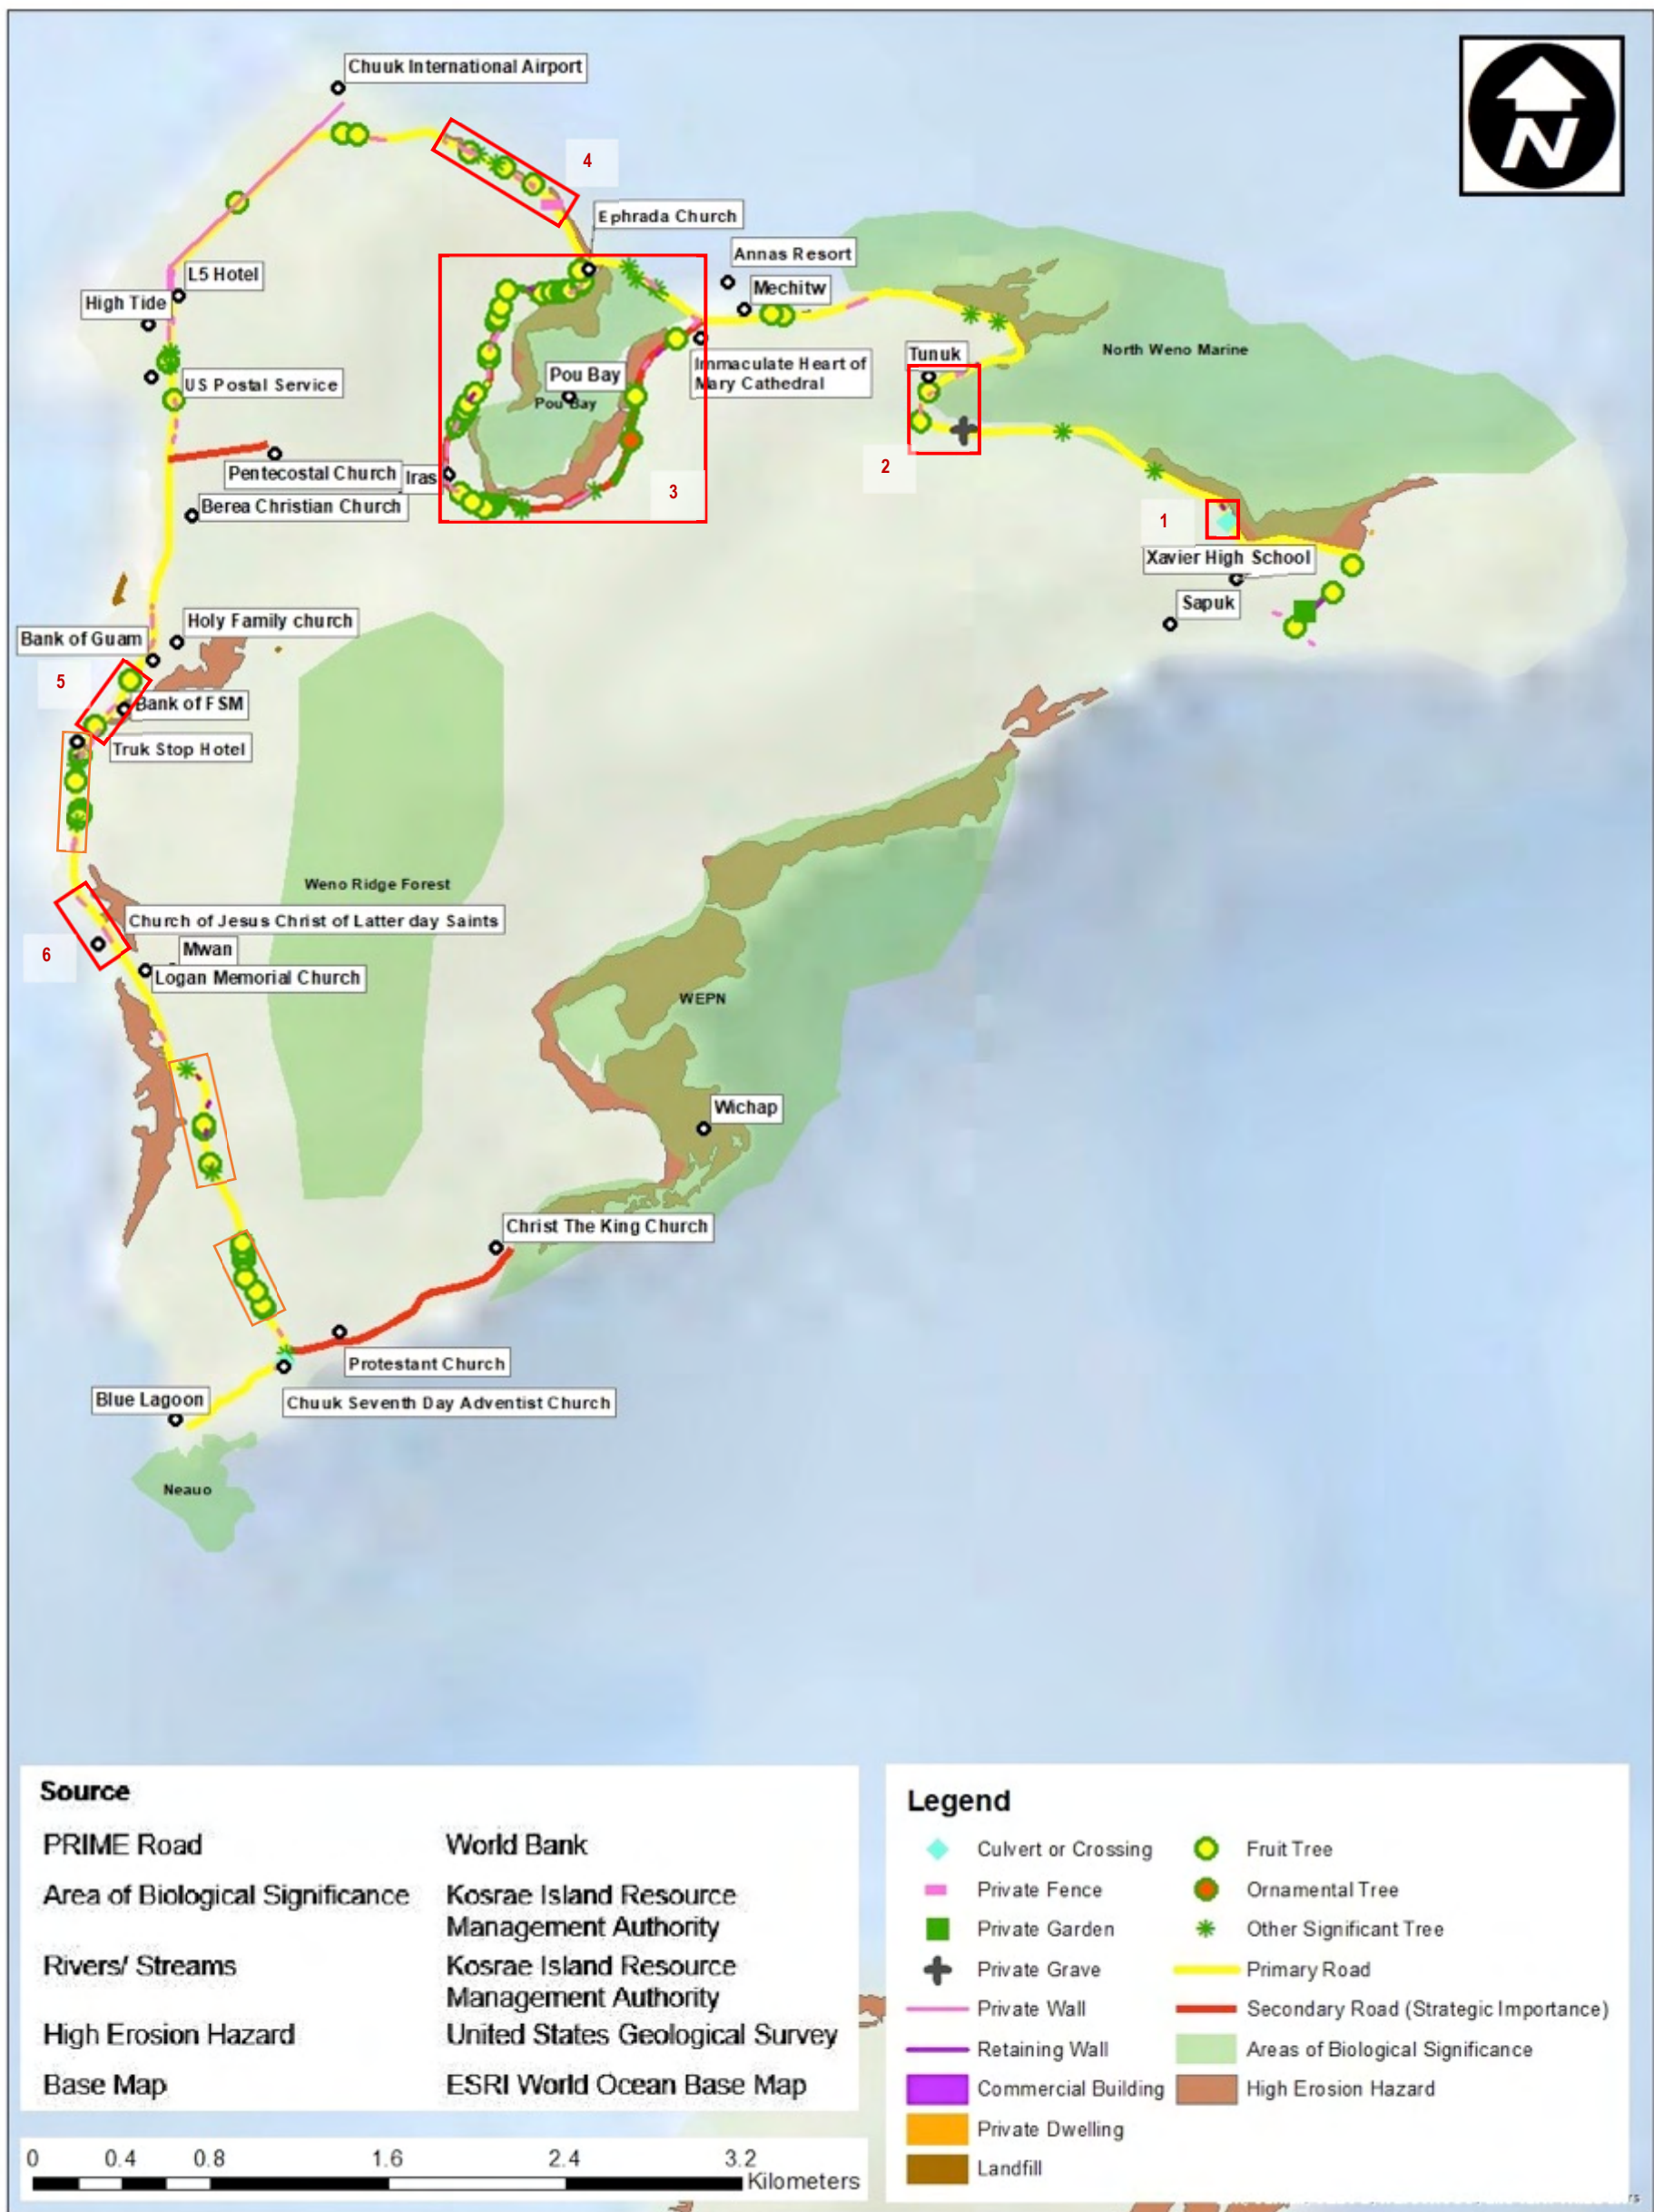 Chuuk International Airport
N
4
Ephrada Church
Annas Resort
L5 Hotel
High Tide
Mechitw
North Weno Marine
Tunuk
Immaculate Heart of
Mary Cathedral
US Postal Service
Pou Bay
Pou Bay
2
Pentecostal Church
Iras
3
Berea Christian Church
1
Xavier High School
Sapuk
Holy Family church
Bank of Guam
5
Bank of FSM
Truk Stop Hotel
Weno Ridge Forest
Church of Jesus Christ of Latter day Saints
6
Mwan
Logan Memorial Church
WEPN
Wichap
Christ The King Church
Protestant Church
Blue Lagoon
Chuuk Seventh Day Adventist Church
Neauo
Source
PRIME Road World Bank
Area of Biological Significance Kosrae Island Resource
Management Authority
Rivers/ Streams Kosrae Island Resource
Management Authority
High Erosion Hazard United States Geological Survey
Base Map ESRI World Ocean Base Map
0 0.4 0.8 1.6 2.4 3.2
Kilometers
Legend
Culvert or Crossing Fruit Tree
Private Fence Ornamental Tree
Private Garden Other Significant Tree
Private Grave Primary Road
Private Wall Secondary Road (Strategic Importance)
Retaining Wall Areas of Biological Significance
Commercial Building High Erosion Hazard
Private Dwelling
Landfill